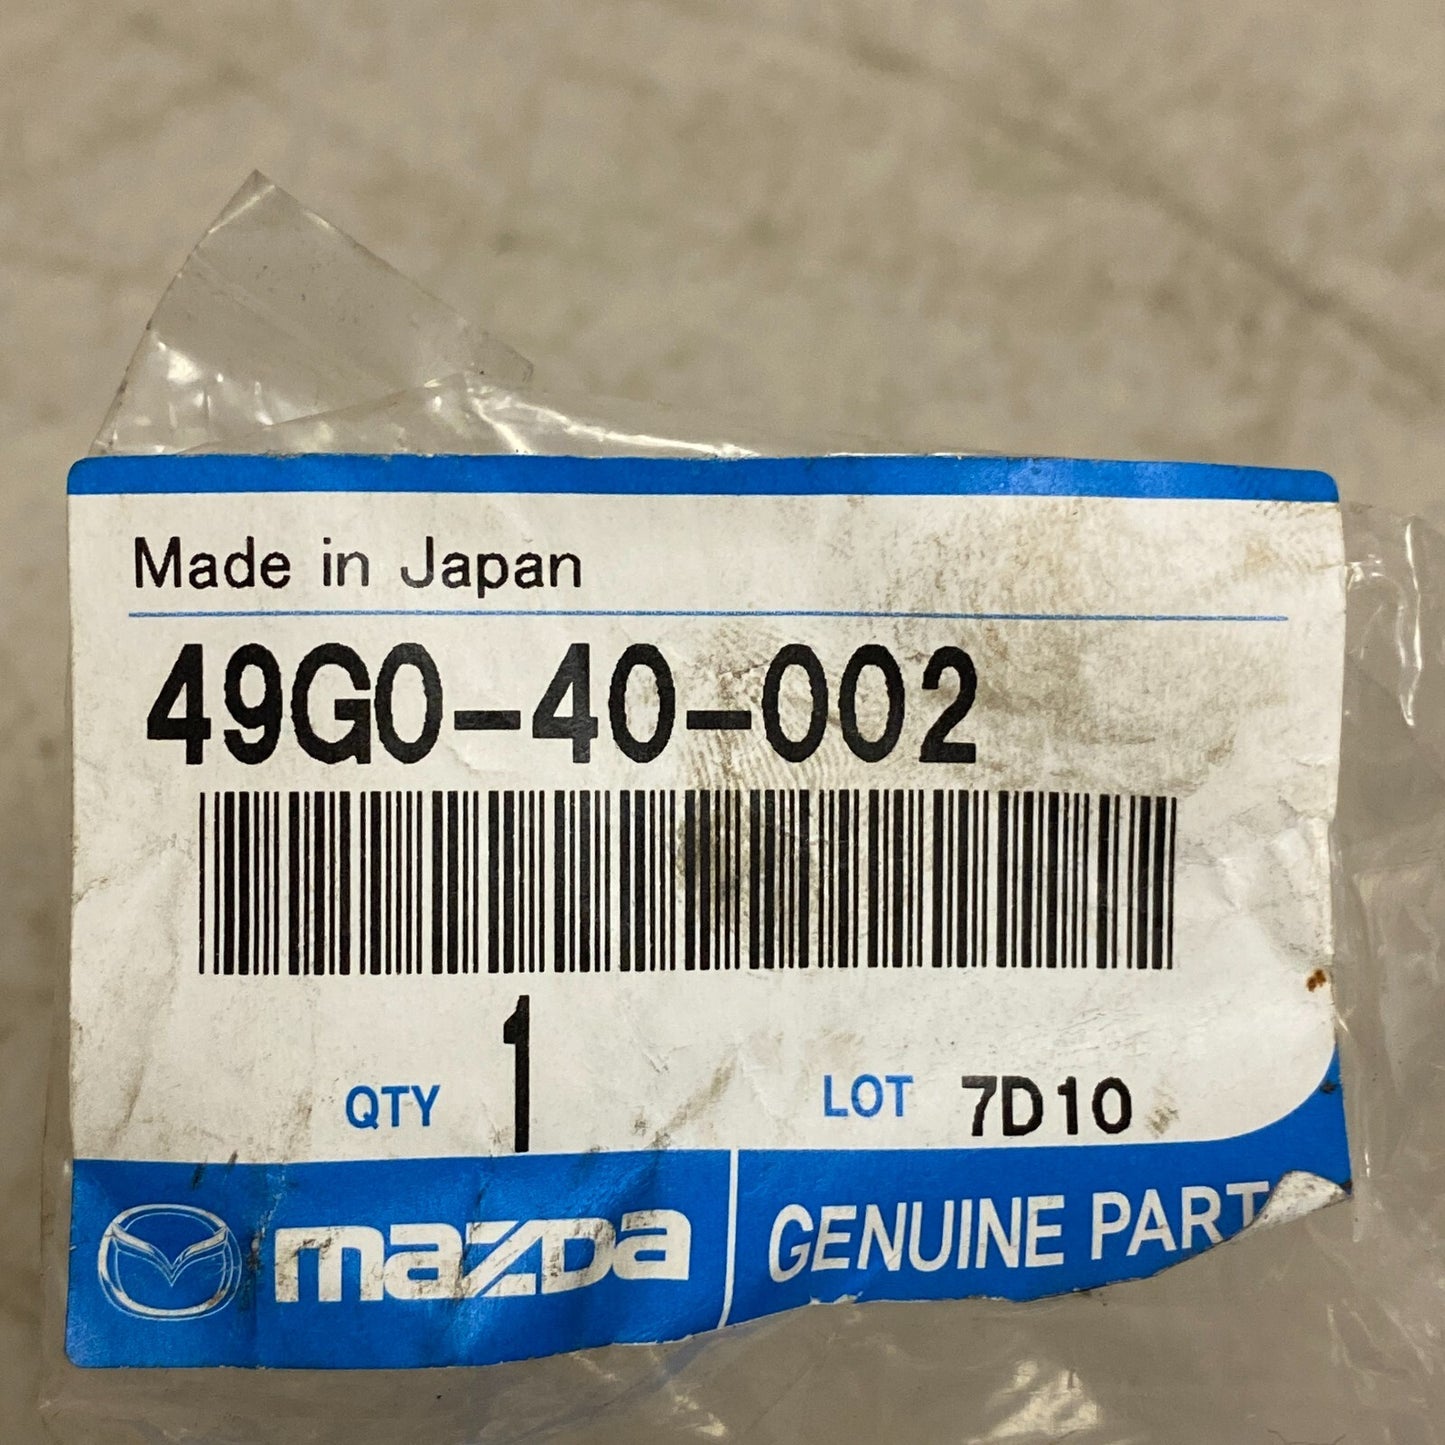 Made in Japan
49G0-40-002
QTY 1 LOT 7D10
mazda GENUINE PART